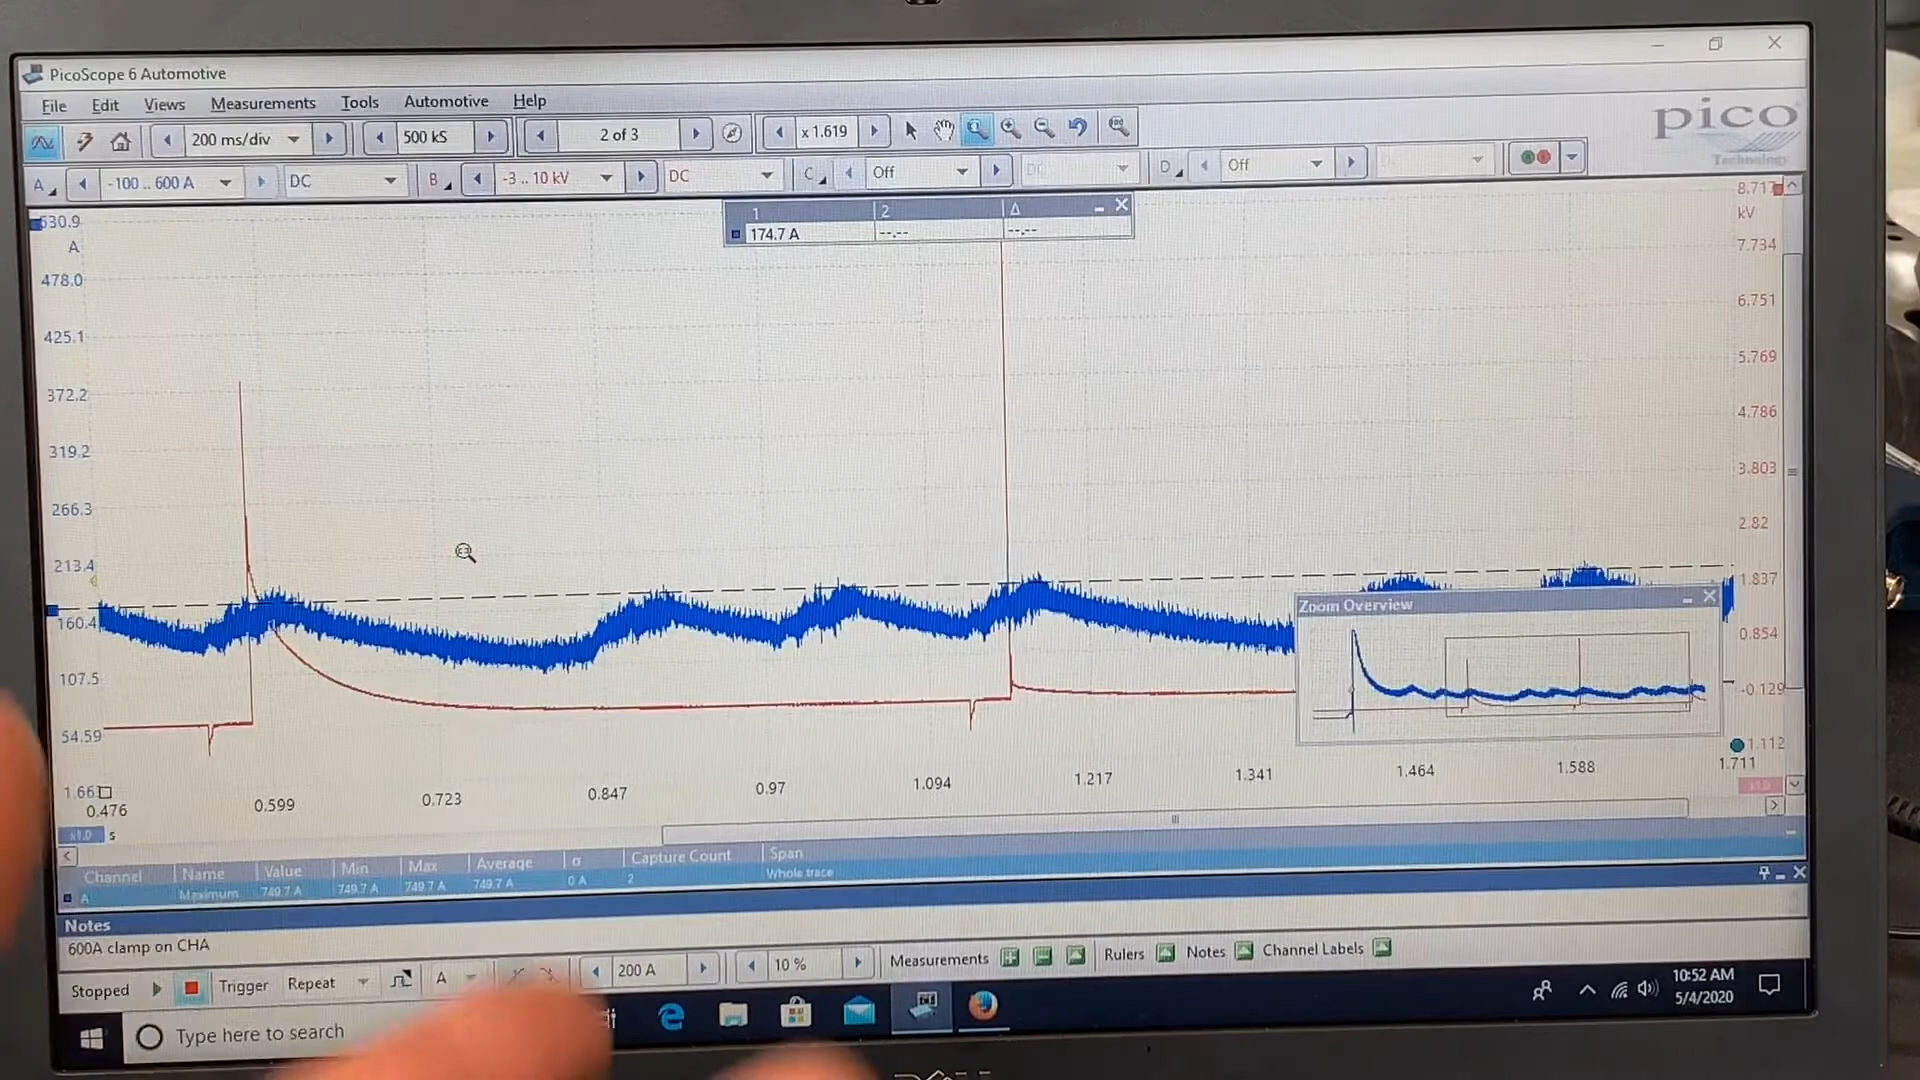 PicoScope 6 Automotive
File Edit Views Measurements Tools Automotive Help
200 ms/div 500 kS 2 of 3 x 1.619
pico
Technology
A -100 .. 600 A DC B -3 .. 10 kV DC C Off DC D Off
1 2 Δ
174.7 A --.-- --.--
A
478.0
425.1
372.2
319.2
266.3
213.4
160.4
107.5
54.59
8.717
kV
7.734
6.751
5.769
4.786
3.803
2.82
1.837
0.854
-0.129
Zoom Overview
0.476 0.599 0.723 0.847 0.97 1.094 1.217 1.341 1.464 1.588 1.711
x1.0 s x1.0
Channel Name Value Min Max Average σ Capture Count Span
A Maximum 749.7 A 749.7 A 749.7 A 749.7 A 0 A 2 Whole trace
Notes
600A clamp on CHA
Stopped Trigger Repeat A 200 A 10 % Measurements Rulers Notes Channel Labels
Type here to search
10:52 AM
5/4/2020